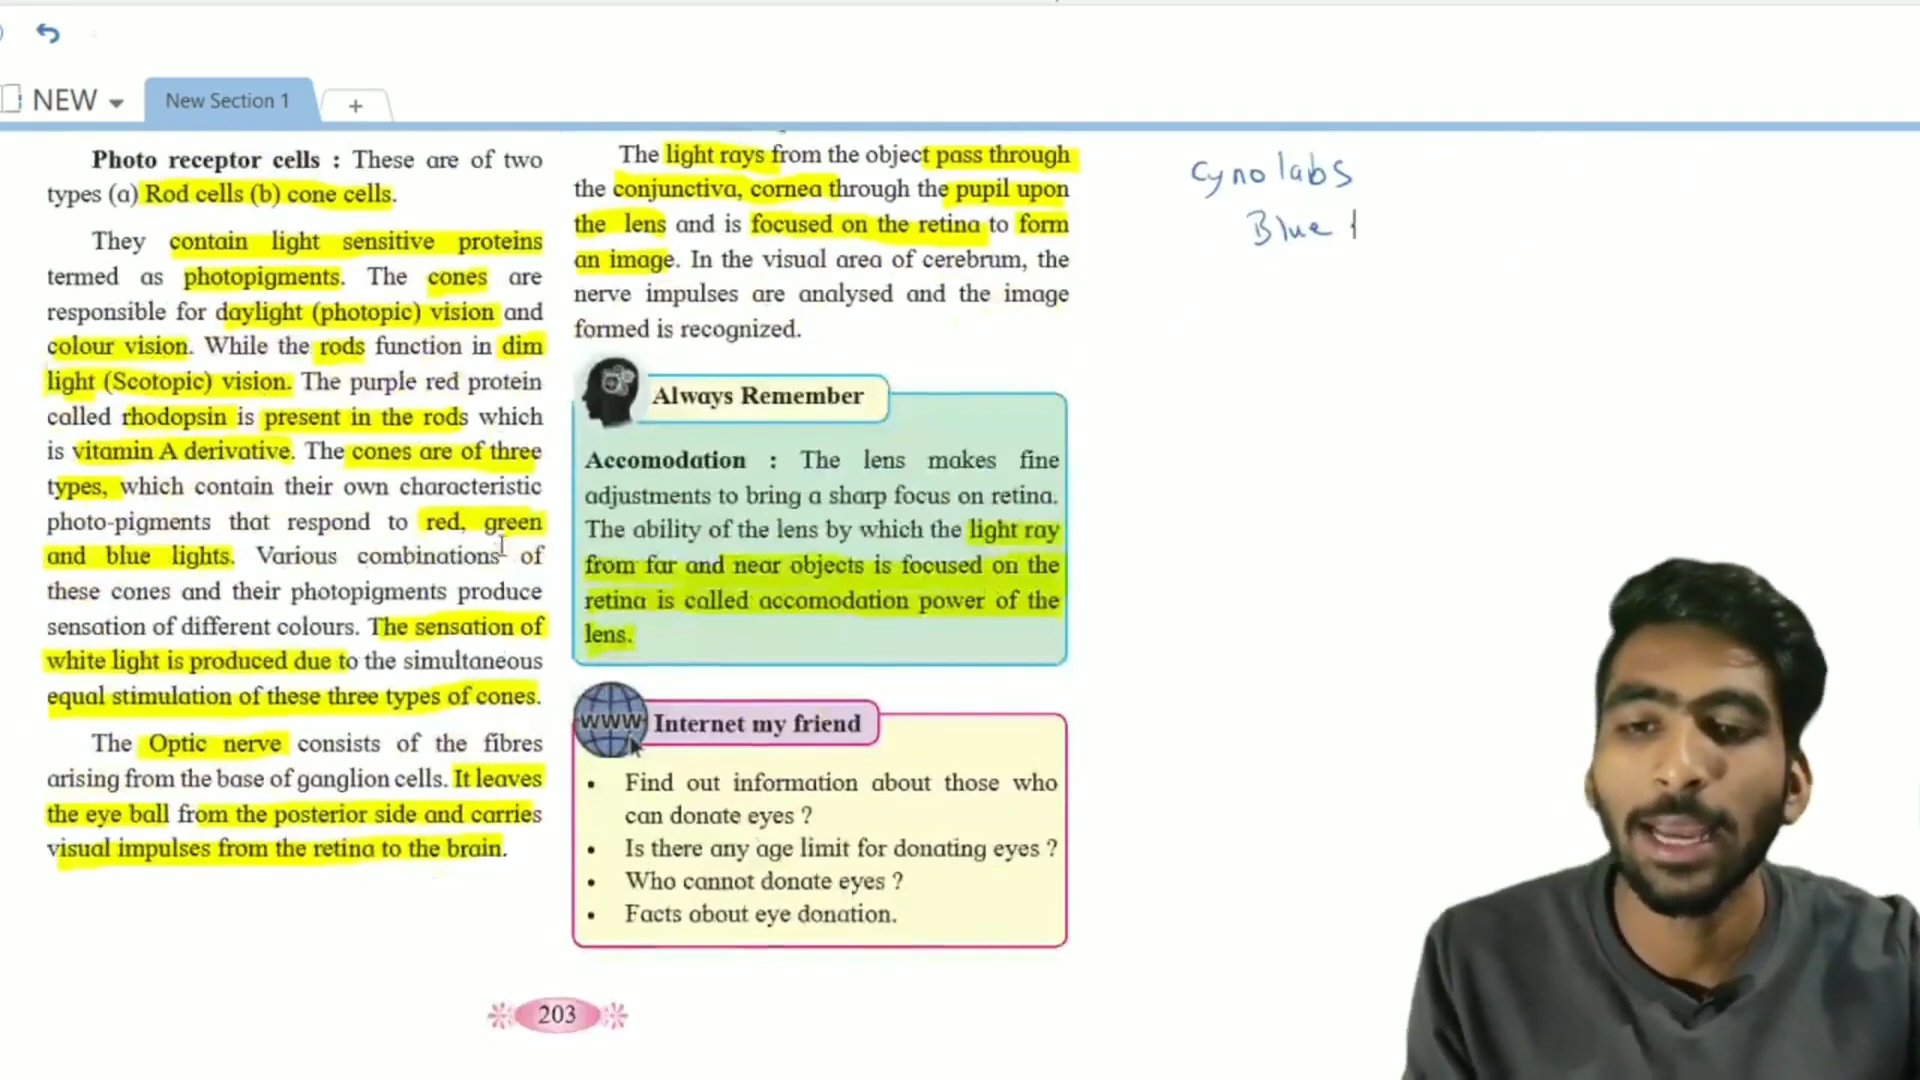 NEW
New Section 1
+
Photo receptor cells : These are of two
types (a) Rod cells (b) cone cells.
They contain light sensitive proteins
termed as photopigments. The cones are
responsible for daylight (photopic) vision and
colour vision. While the rods function in dim
light (Scotopic) vision. The purple red protein
called rhodopsin is present in the rods which
is vitamin A derivative. The cones are of three
types, which contain their own characteristic
photo-pigments that respond to red, green
and blue lights. Various combinations of
these cones and their photopigments produce
sensation of different colours. The sensation of
white light is produced due to the simultaneous
equal stimulation of these three types of cones.
The Optic nerve consists of the fibres
arising from the base of ganglion cells. It leaves
the eye ball from the posterior side and carries
visual impulses from the retina to the brain.
The light rays from the object pass through
the conjunctiva, cornea through the pupil upon
the lens and is focused on the retina to form
an image. In the visual area of cerebrum, the
nerve impulses are analysed and the image
formed is recognized.
Always Remember
Accomodation : The lens makes fine
adjustments to bring a sharp focus on retina.
The ability of the lens by which the light ray
from far and near objects is focused on the
retina is called accomodation power of the
lens.
www
Internet my friend
• Find out information about those who
can donate eyes ?
• Is there any age limit for donating eyes ?
• Who cannot donate eyes ?
• Facts about eye donation.
203
Cynolabs
Blue